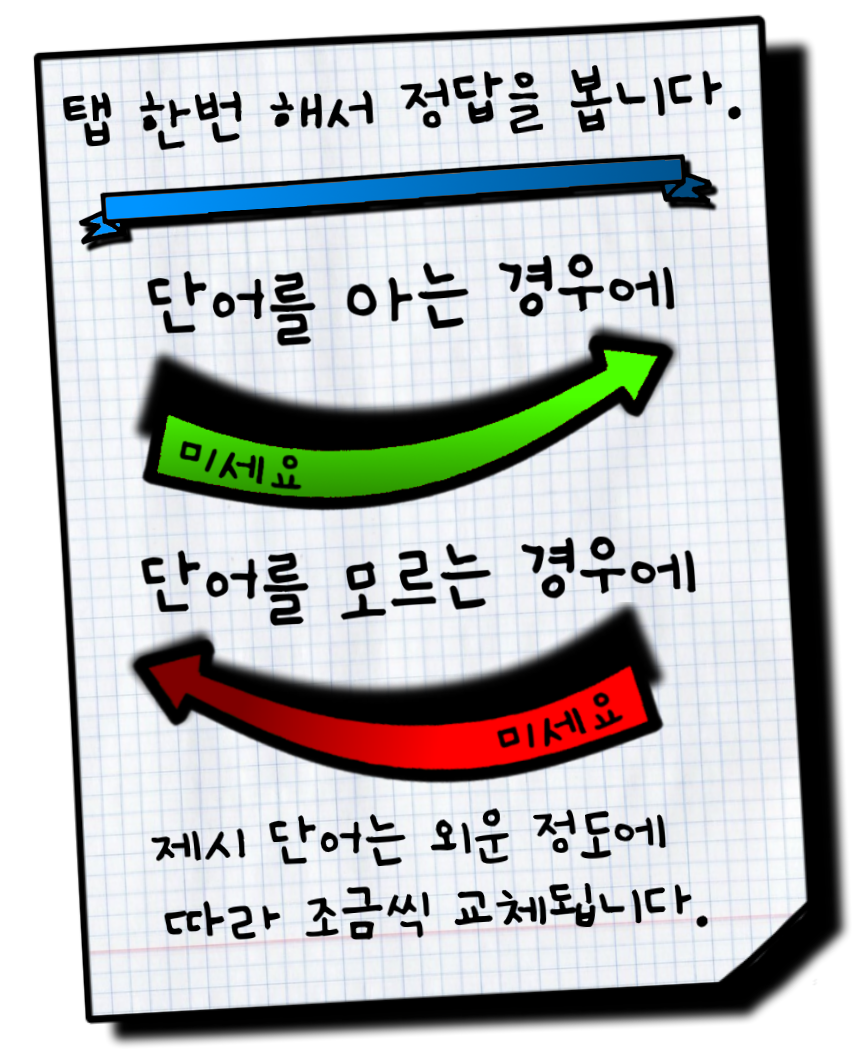 탭 한번 해서 정답을 봅니다.
단어를 아는 경우에
미세요
단어를 모르는 경우에
미세요
제시 단어는 외운 정도에
따라 조금씩 교체됩니다.